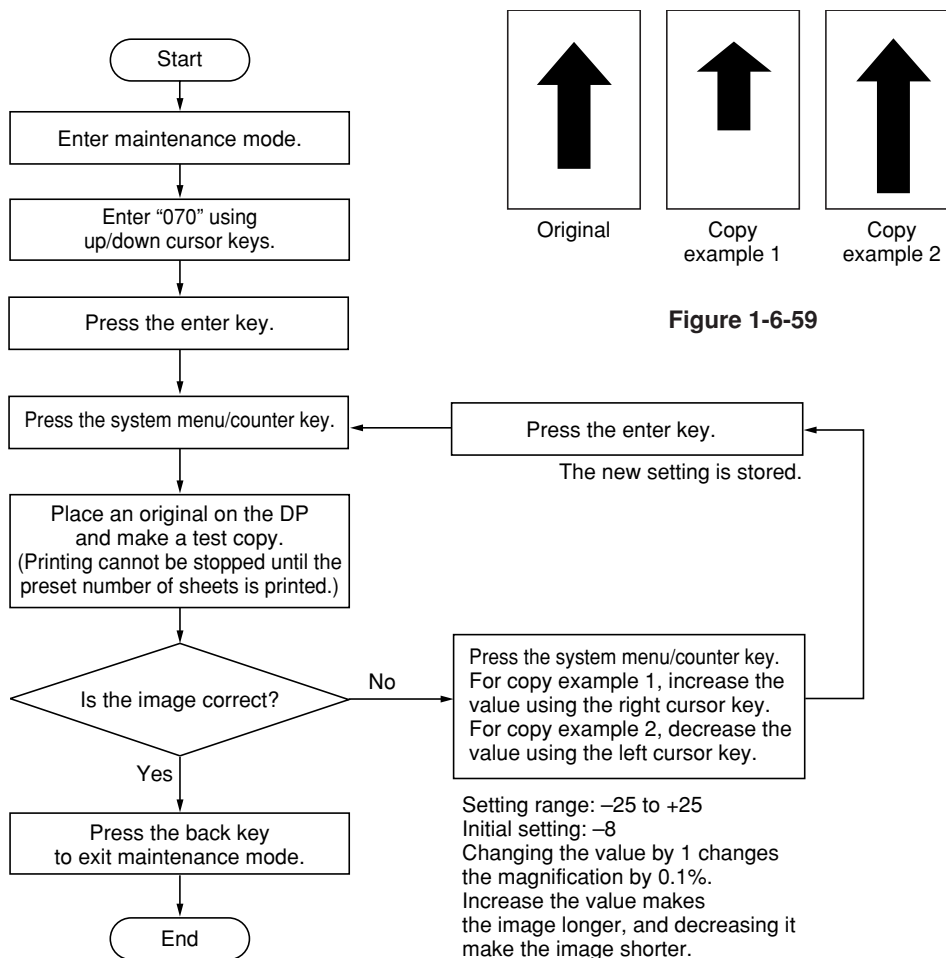 Start
Enter maintenance mode.
Enter “070” using
up/down cursor keys.
Press the enter key.
Press the system menu/counter key.
Place an original on the DP
and make a test copy.
(Printing cannot be stopped until the
preset number of sheets is printed.)
Is the image correct?
No
Yes
Press the back key
to exit maintenance mode.
End
Original
Copy
example 1
Copy
example 2
Figure 1-6-59
Press the enter key.
The new setting is stored.
Press the system menu/counter key.
For copy example 1, increase the
value using the right cursor key.
For copy example 2, decrease the
value using the left cursor key.
Setting range: –25 to +25
Initial setting: –8
Changing the value by 1 changes
the magnification by 0.1%.
Increase the value makes
the image longer, and decreasing it
make the image shorter.